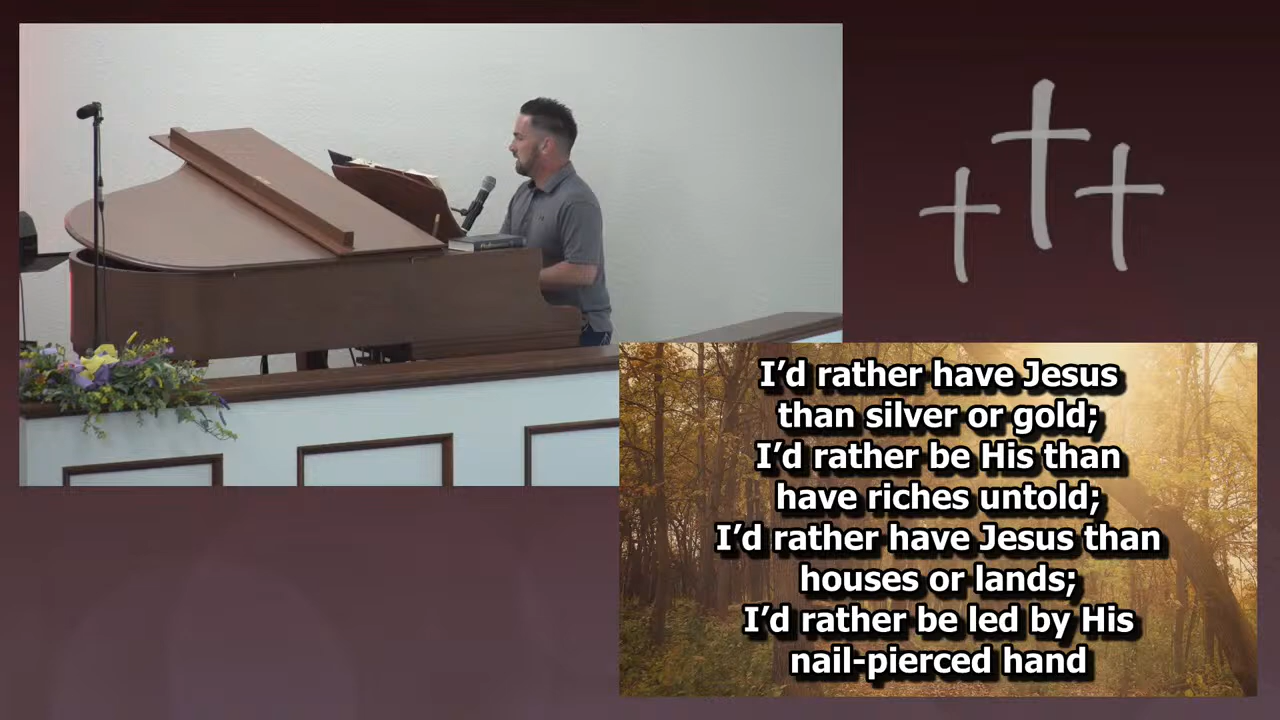 I’d rather have Jesus
than silver or gold;
I’d rather be His than
have riches untold;
I’d rather have Jesus than
houses or lands;
I’d rather be led by His
nail-pierced hand